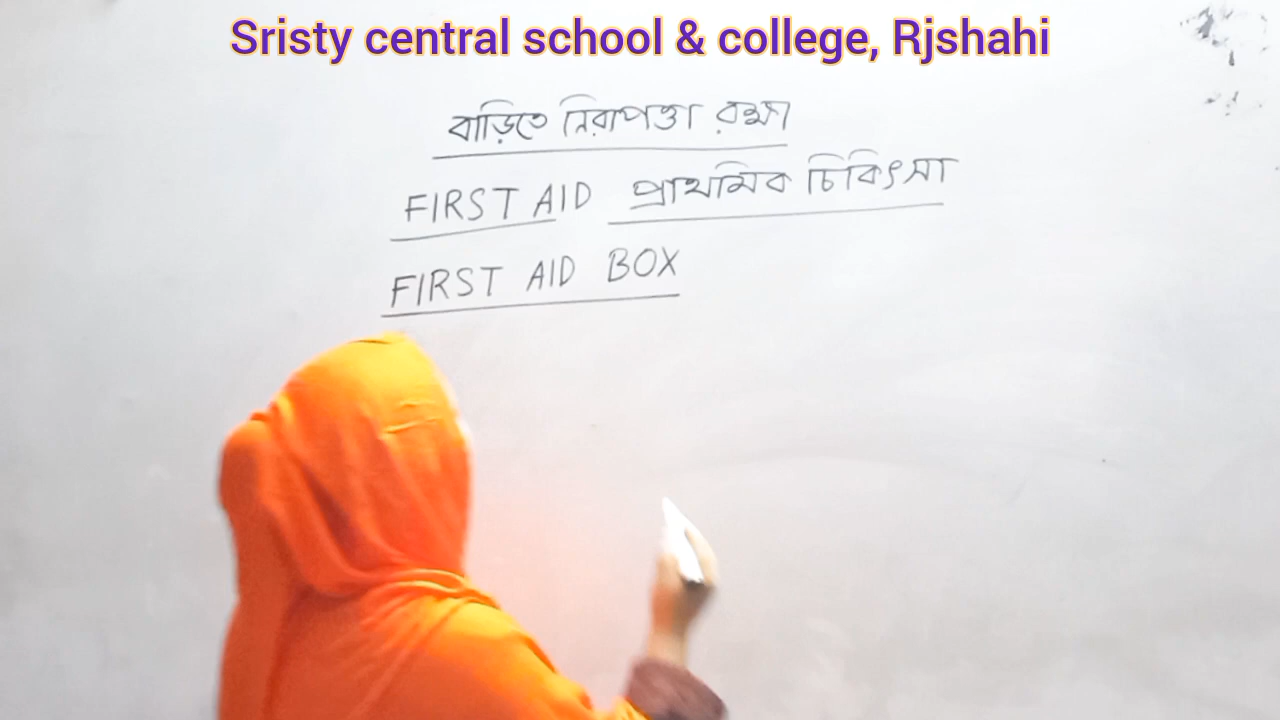 Sristy central school & college, Rjshahi
বাড়িতে নিরাপত্তা রক্ষা
FIRST AID প্রাথমিব চিবিৎসা
FIRST AID BOX